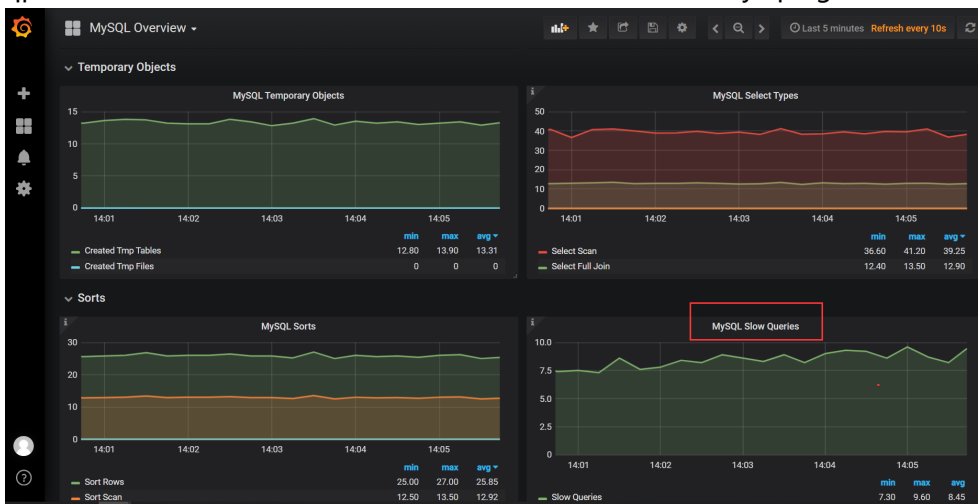 MySQL Overview
Last 5 minutes Refresh every 10s
Temporary Objects
MySQL Temporary Objects
15
10
5
0
14:01 14:02 14:03 14:04 14:05
min max avg
Created Tmp Tables 12.80 13.90 13.31
Created Tmp Files 0 0 0
MySQL Select Types
50
40
30
20
10
0
14:01 14:02 14:03 14:04 14:05
min max avg
Select Scan 36.60 41.20 39.25
Select Full Join 12.40 13.50 12.90
Sorts
MySQL Sorts
30
20
10
0
14:01 14:02 14:03 14:04 14:05
min max avg
Sort Rows 25.00 27.00 25.85
Sort Scan 12.50 13.50 12.92
MySQL Slow Queries
10.0
7.5
5.0
2.5
0
14:01 14:02 14:03 14:04 14:05
min max avg
Slow Queries 7.30 9.60 8.45